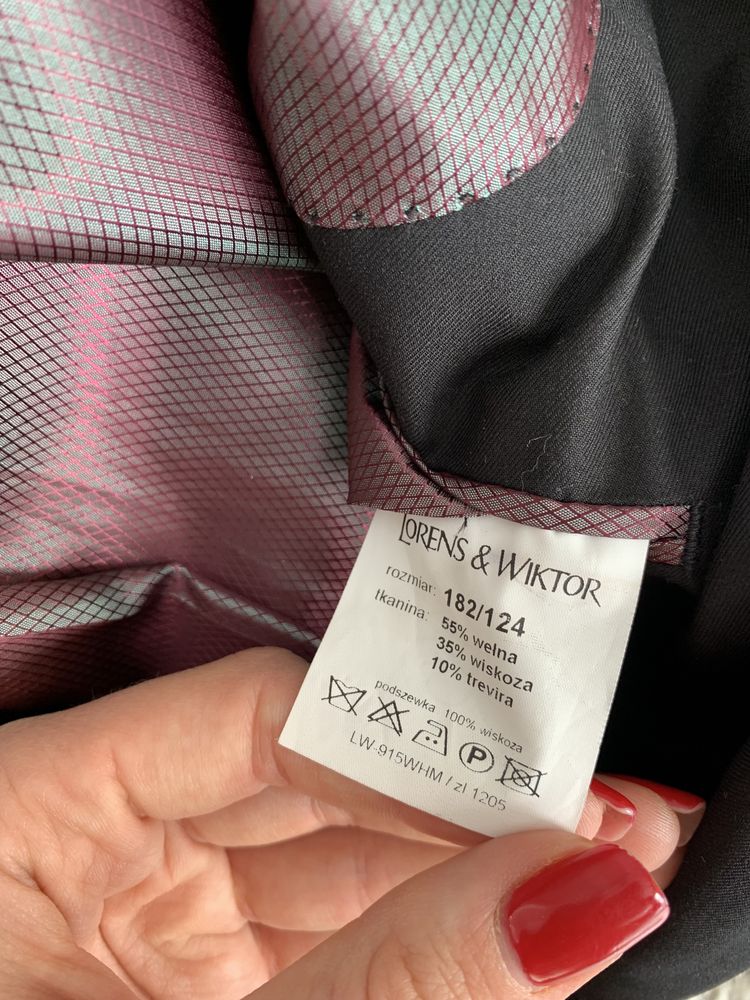 LORENS & WIKTOR
rozmiar: 182/124
tkanina: 55% wełna
35% wiskoza
10% trevira
podszewka 100% wiskoza
P
LW-915WHM / zl 1205